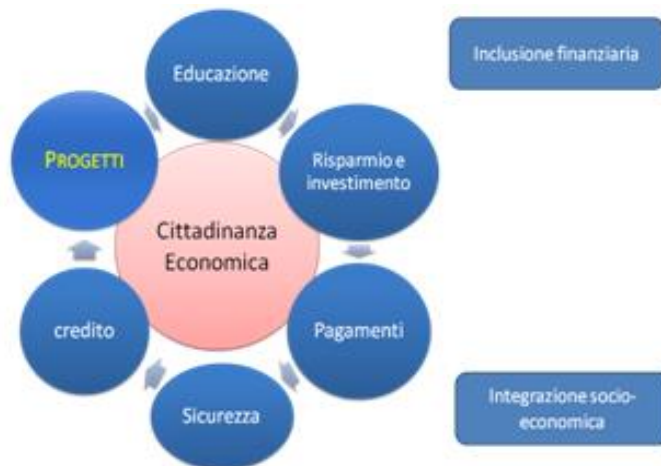 Educazione
Inclusione finanziaria
PROGETTI
Risparmio e
investimento
Cittadinanza
Economica
credito
Pagamenti
Sicurezza
Integrazione socio-
economica